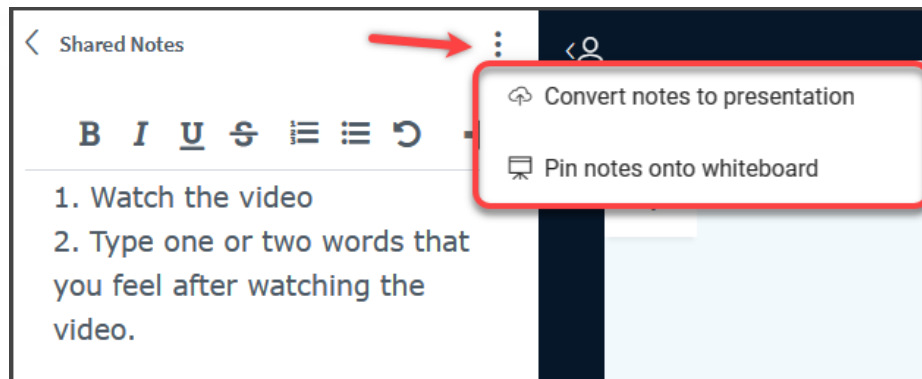 Shared Notes
Convert notes to presentation
B I U S
Pin notes onto whiteboard
1. Watch the video
2. Type one or two words that
you feel after watching the
video.